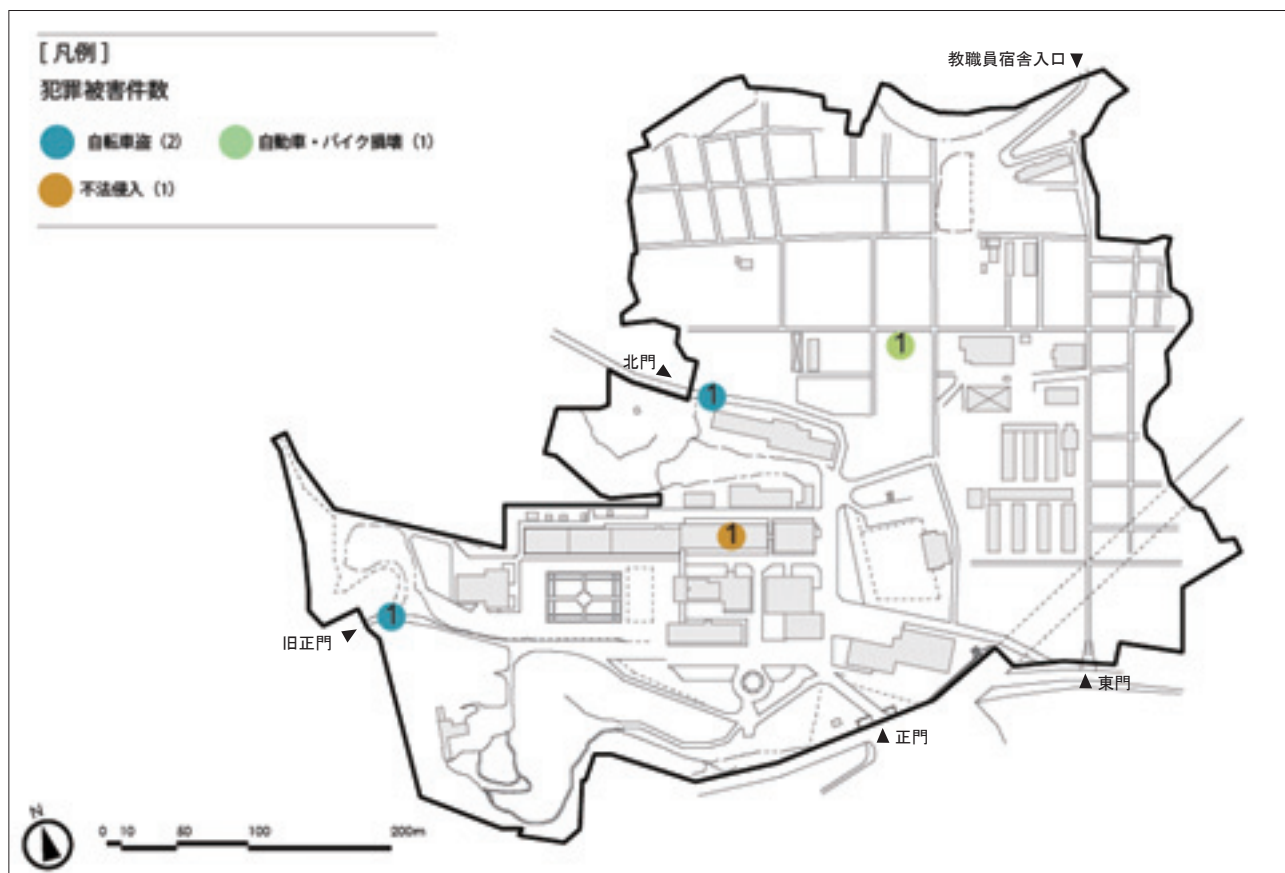 [凡例]
犯罪被害件数
自転車盗 (2) 自動車・バイク損壊 (1)
不法侵入 (1)
教職員宿舎入口 ▼
北門
1
1
1
1
旧正門
東門
正門
N
0 10 50 100 200m